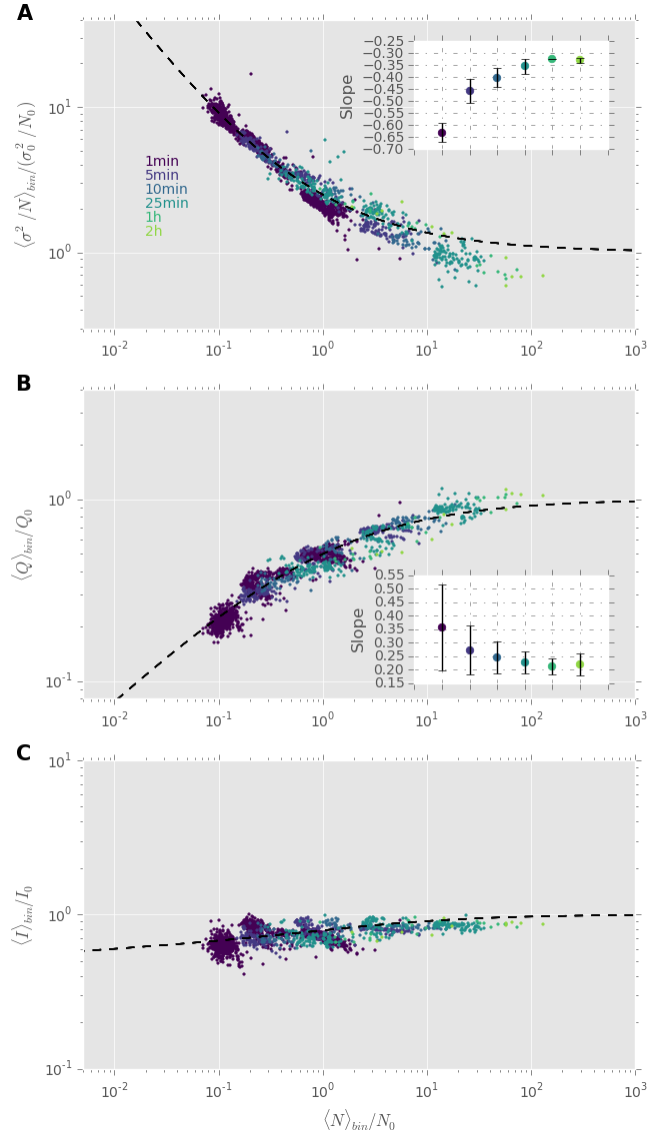 A
⟨σ² /N⟩bin/(σ₀² /N₀)
10¹
10⁰
1min
5min
10min
25min
1h
2h
Slope
−0.25
−0.30
−0.35
−0.40
−0.45
−0.50
−0.55
−0.60
−0.65
−0.70
10⁻² 10⁻¹ 10⁰ 10¹ 10² 10³
B
⟨Q⟩bin/Q₀
10⁰
10⁻¹
Slope
0.55
0.50
0.45
0.40
0.35
0.30
0.25
0.20
0.15
10⁻² 10⁻¹ 10⁰ 10¹ 10² 10³
C
⟨I⟩bin/I₀
10¹
10⁰
10⁻¹
10⁻² 10⁻¹ 10⁰ 10¹ 10² 10³
⟨N⟩bin/N₀